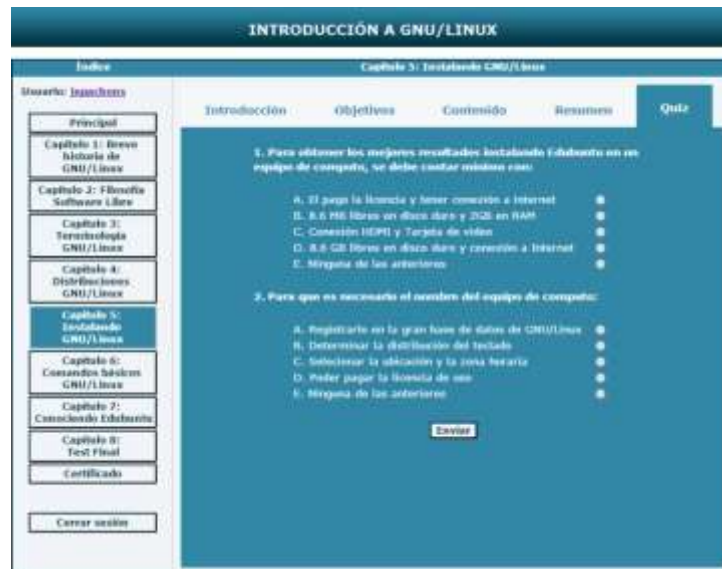 INTRODUCCIÓN A GNU/LINUX
Índice
Capítulo 5: Instalando GNU/Linux
Usuario:
Introducción
Objetivos
Contenido
Resumen
Quiz
Principal
Capítulo 1: Breve
historia de
GNU/Linux
Capítulo 2: Filosofía
Software Libre
Capítulo 3:
Terminología
GNU/Linux
Capítulo 4:
Distribuciones
GNU/Linux
Capítulo 5:
Instalando
GNU/Linux
Capítulo 6:
Comandos básicos
GNU/Linux
Capítulo 7:
Conociendo Edubuntu
Capítulo 8:
Test Final
Certificado
Cerrar sesión
1. Para obtener los mejores resultados instalando Edubuntu en un
equipo de computo, se debe contar mínimo con:
A. El pago la licencia y tener conexión a Internet
B. 8.6 MB libres en disco duro y 2GB en RAM
C. Conexión HDMI y Tarjeta de video
D. 8.6 GB libres en disco duro y conexión a Internet
E. Ninguna de las anteriores
2. Para que es necesario el nombre del equipo de computo:
A. Registrarlo en la gran base de datos de GNU/Linux
B. Determinar la distribución del teclado
C. Selecionar la ubicación y la zona horaria
D. Poder pagar la licencia de uso
E. Ninguna de las anteriores
Enviar